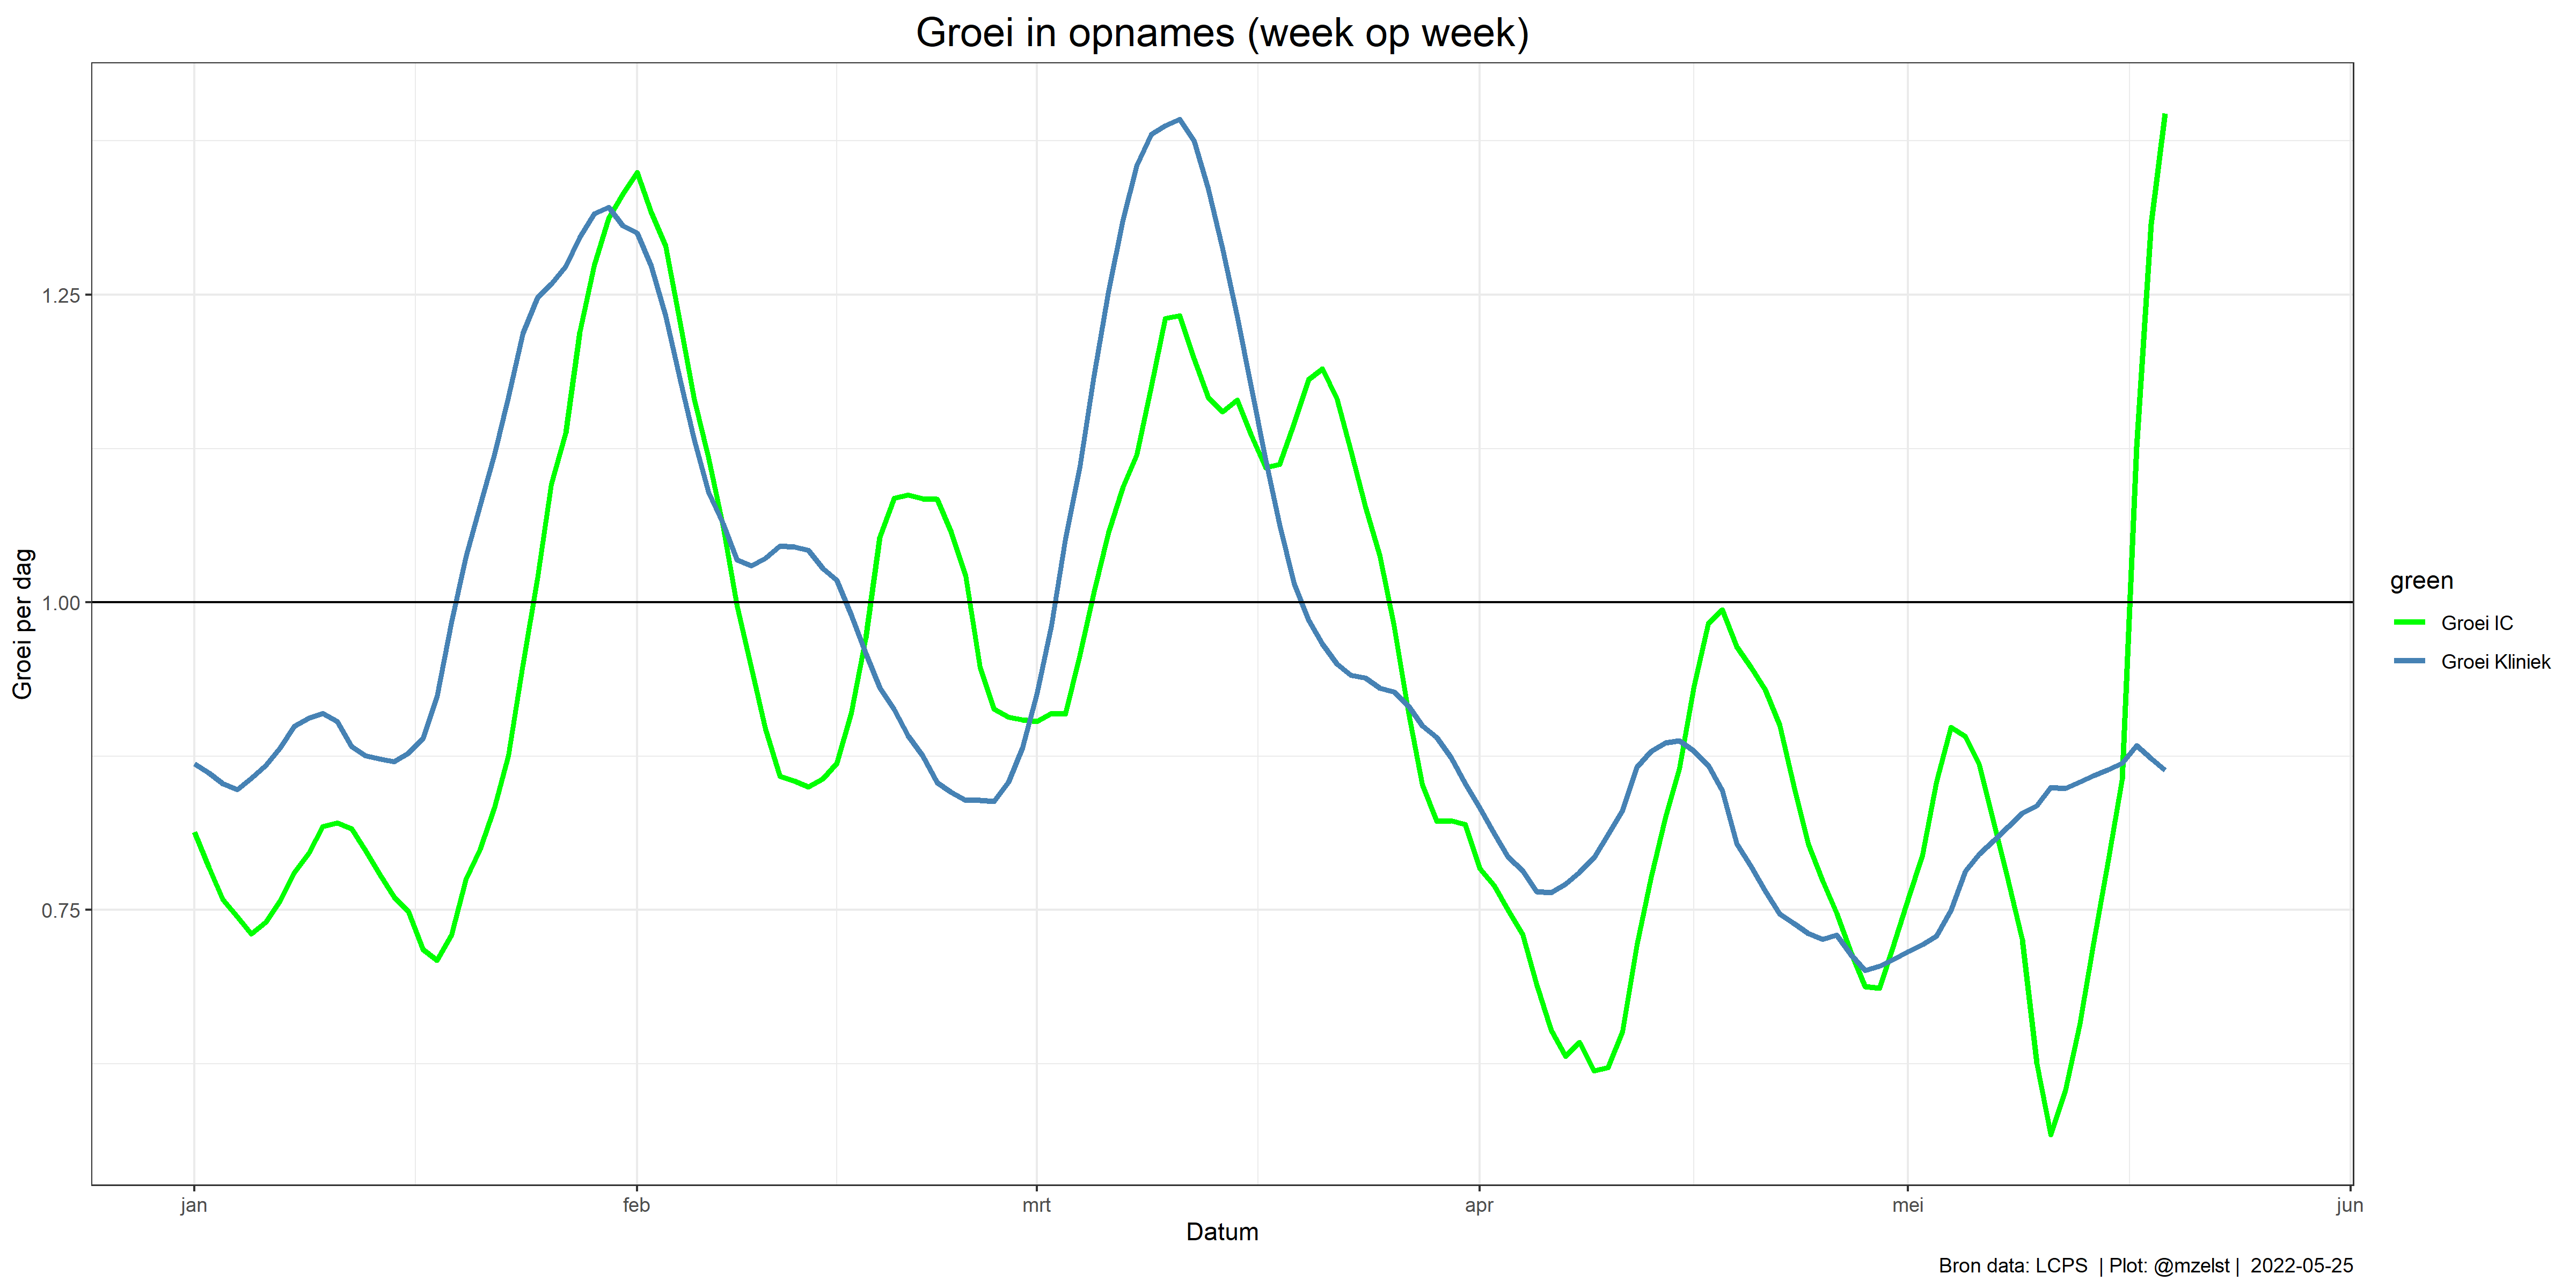 Groei in opnames (week op week)
Groei per dag
1.25
1.00
0.75
jan feb mrt apr mei jun
Datum
green
Groei IC
Groei Kliniek
Bron data: LCPS | Plot: @mzelst | 2022-05-25